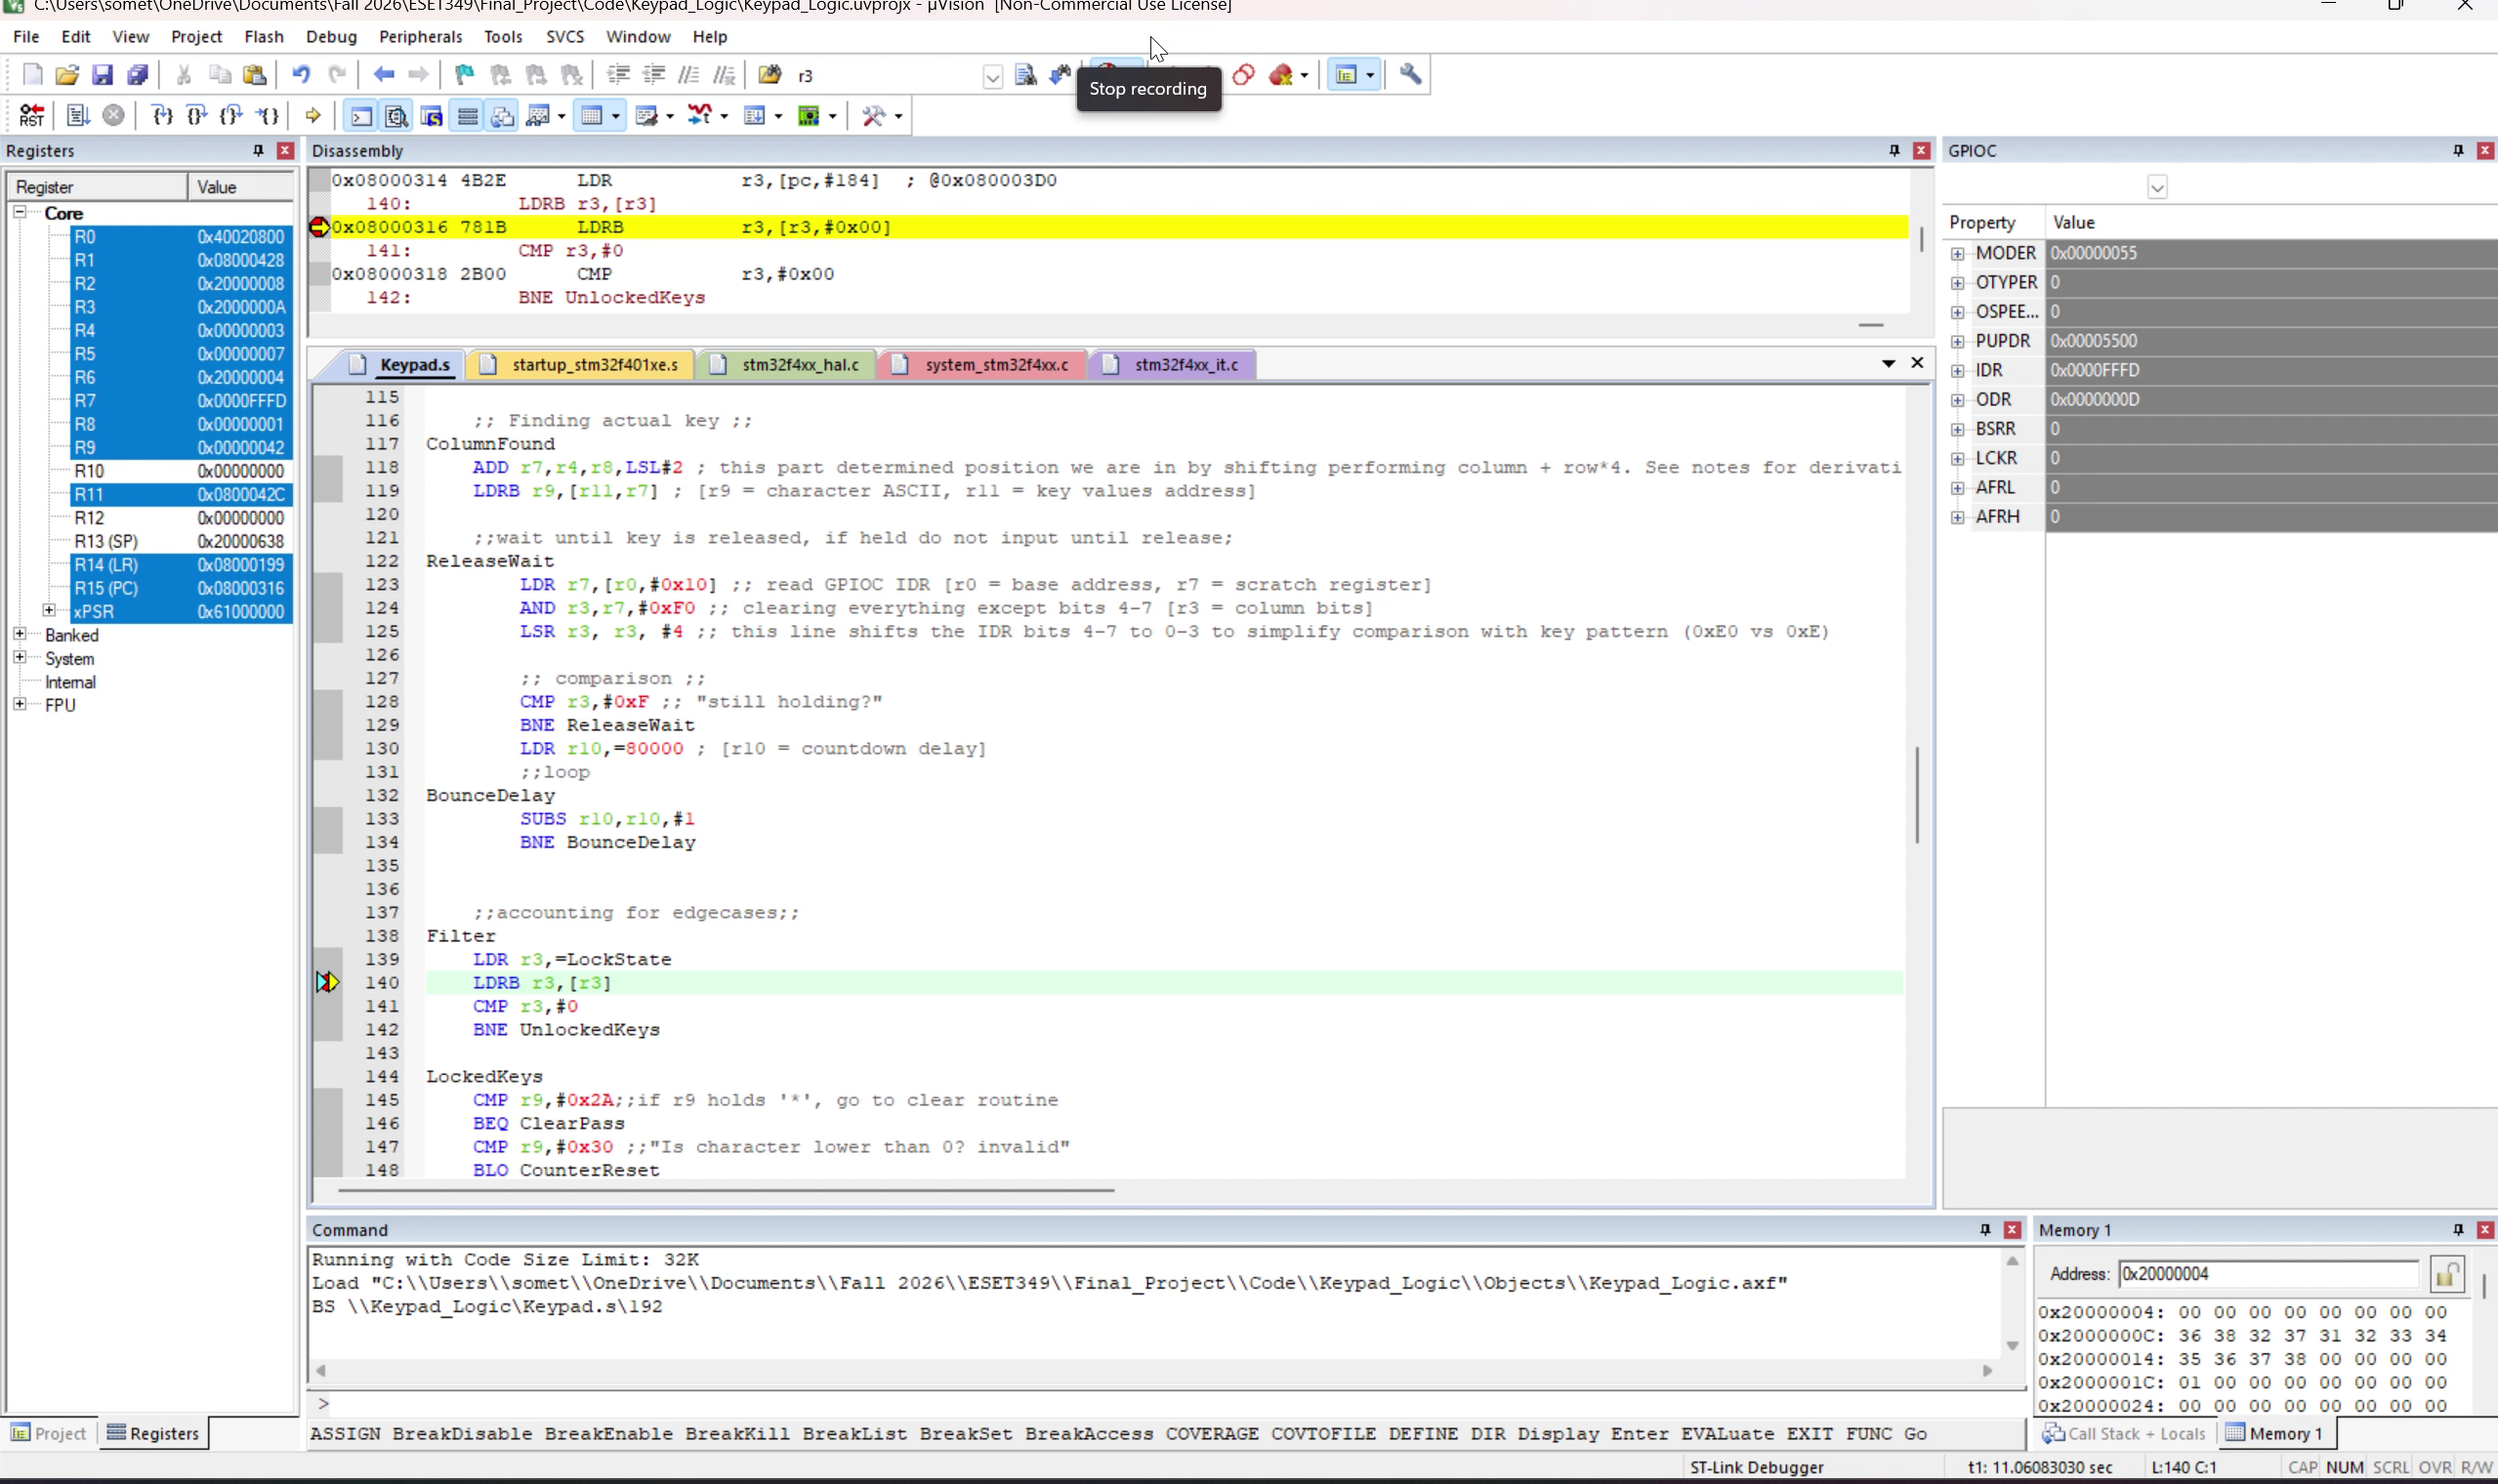 C:\Users\somet\OneDrive\Documents\Fall 2026\ESET349\Final_Project\Code\Keypad_Logic\Keypad_Logic.uvprojx - µVision [Non-Commercial Use License]
File Edit View Project Flash Debug Peripherals Tools SVCS Window Help
r3
Stop recording
RST
Registers
Register Value
Core
R0 0x40020800
R1 0x08000428
R2 0x20000008
R3 0x2000000A
R4 0x00000003
R5 0x00000007
R6 0x20000004
R7 0x0000FFFD
R8 0x00000001
R9 0x00000042
R10 0x00000000
R11 0x0800042C
R12 0x00000000
R13 (SP) 0x20000638
R14 (LR) 0x08000199
R15 (PC) 0x08000316
xPSR 0x61000000
Banked
System
Internal
FPU
Project Registers
Disassembly
0x08000314 4B2E LDR r3,[pc,#184] ; @0x080003D0
140: LDRB r3,[r3]
0x08000316 781B LDRB r3,[r3,#0x00]
141: CMP r3,#0
0x08000318 2B00 CMP r3,#0x00
142: BNE UnlockedKeys
Keypad.s startup_stm32f401xe.s stm32f4xx_hal.c system_stm32f4xx.c stm32f4xx_it.c
115
116 ;; Finding actual key ;;
117 ColumnFound
118 ADD r7,r4,r8,LSL#2 ; this part determined position we are in by shifting performing column + row*4. See notes for derivati
119 LDRB r9,[r11,r7] ; [r9 = character ASCII, r11 = key values address]
120
121 ;;wait until key is released, if held do not input until release;
122 ReleaseWait
123 LDR r7,[r0,#0x10] ;; read GPIOC IDR [r0 = base address, r7 = scratch register]
124 AND r3,r7,#0xF0 ;; clearing everything except bits 4-7 [r3 = column bits]
125 LSR r3, r3, #4 ;; this line shifts the IDR bits 4-7 to 0-3 to simplify comparison with key pattern (0xE0 vs 0xE)
126
127 ;; comparison ;;
128 CMP r3,#0xF ;; "still holding?"
129 BNE ReleaseWait
130 LDR r10,=80000 ; [r10 = countdown delay]
131 ;;loop
132 BounceDelay
133 SUBS r10,r10,#1
134 BNE BounceDelay
135
136
137 ;;accounting for edgecases;;
138 Filter
139 LDR r3,=LockState
140 LDRB r3,[r3]
141 CMP r3,#0
142 BNE UnlockedKeys
143
144 LockedKeys
145 CMP r9,#0x2A;;if r9 holds '*', go to clear routine
146 BEQ ClearPass
147 CMP r9,#0x30 ;;"Is character lower than 0? invalid"
148 BLO CounterReset
GPIOC
Property Value
MODER 0x00000055
OTYPER 0
OSPEE... 0
PUPDR 0x00005500
IDR 0x0000FFFD
ODR 0x0000000D
BSRR 0
LCKR 0
AFRL 0
AFRH 0
Command
Running with Code Size Limit: 32K
Load "C:\\Users\\somet\\OneDrive\\Documents\\Fall 2026\\ESET349\\Final_Project\\Code\\Keypad_Logic\\Objects\\Keypad_Logic.axf"
BS \\Keypad_Logic\Keypad.s\192
>
ASSIGN BreakDisable BreakEnable BreakKill BreakList BreakSet BreakAccess COVERAGE COVTOFILE DEFINE DIR Display Enter EVALuate EXIT FUNC Go
Memory 1
Address: 0x20000004
0x20000004: 00 00 00 00 00 00 00 00
0x2000000C: 36 38 32 37 31 32 33 34
0x20000014: 35 36 37 38 00 00 00 00
0x2000001C: 01 00 00 00 00 00 00 00
0x20000024: 00 00 00 00 00 00 00 00
Call Stack + Locals Memory 1
ST-Link Debugger t1: 11.06083030 sec L:140 C:1 CAP NUM SCRL OVR R/W